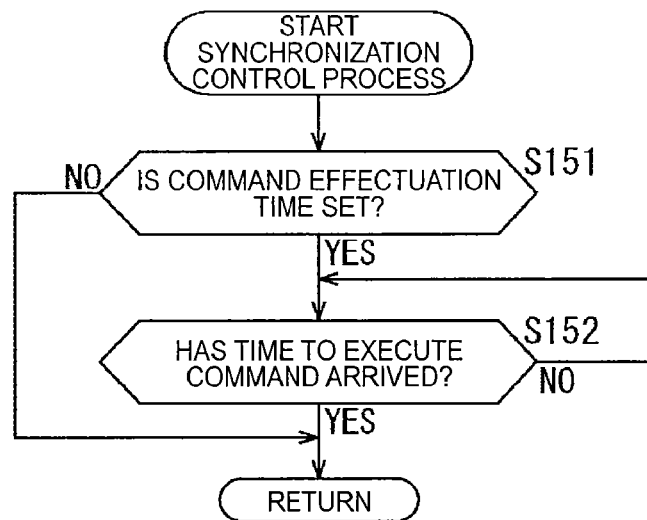 START
SYNCHRONIZATION
CONTROL PROCESS
S151
NO
IS COMMAND EFFECTUATION
TIME SET?
YES
S152
HAS TIME TO EXECUTE
COMMAND ARRIVED?
NO
YES
RETURN